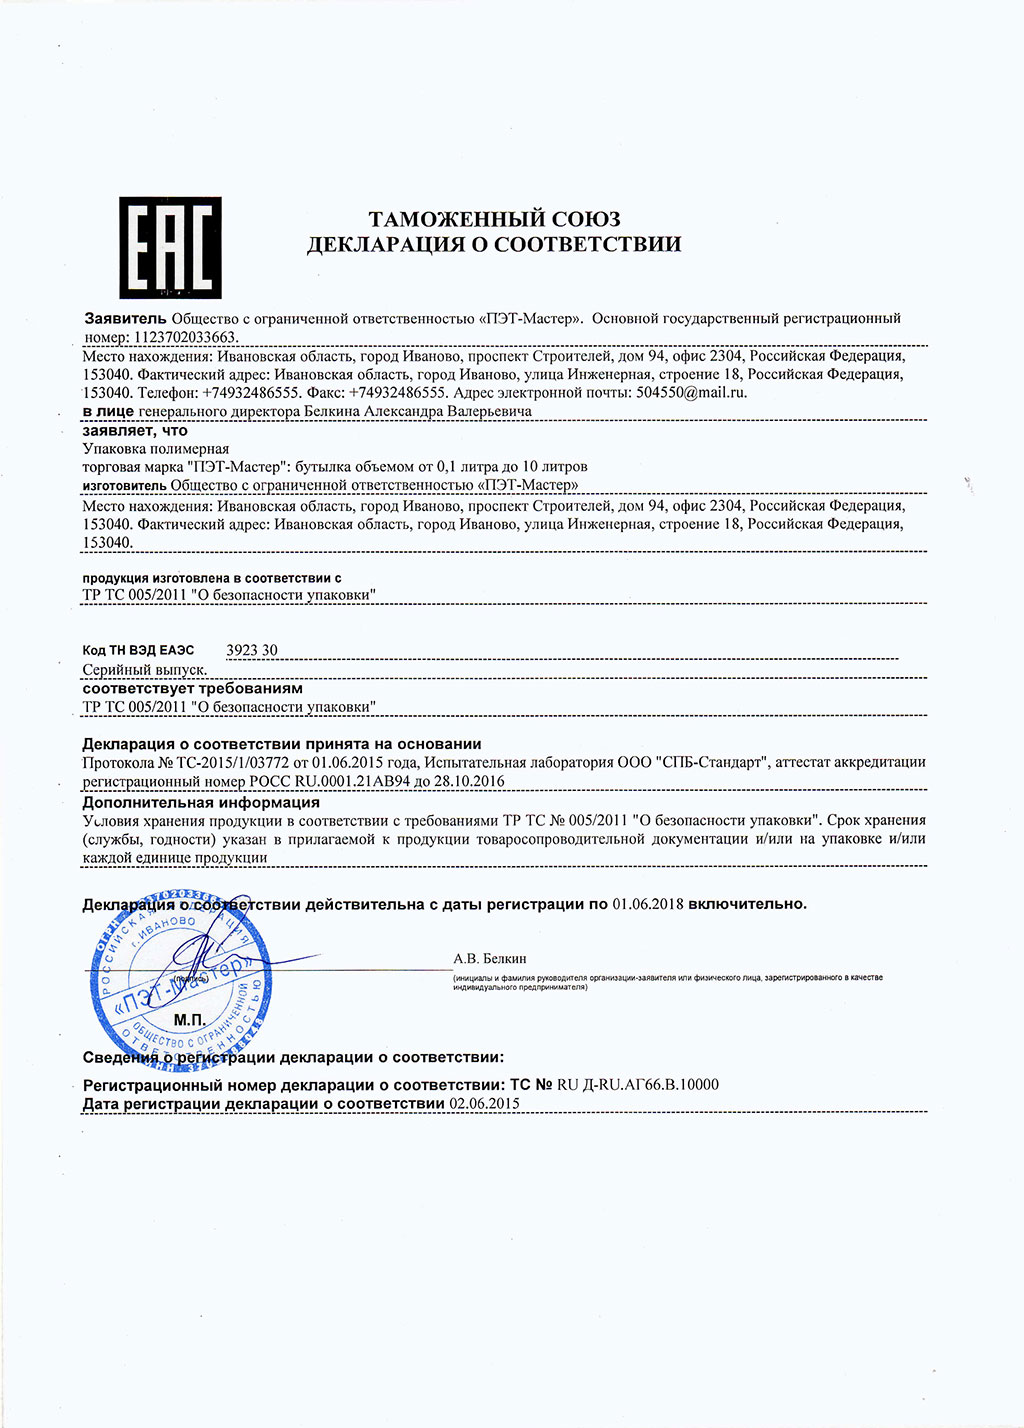 EAC
ТАМОЖЕННЫЙ СОЮЗ
ДЕКЛАРАЦИЯ О СООТВЕТСТВИИ
Заявитель Общество с ограниченной ответственностью «ПЭТ-Мастер». Основной государственный регистрационный
номер: 1123702033663.
Место нахождения: Ивановская область, город Иваново, проспект Строителей, дом 94, офис 2304, Российская Федерация,
153040. Фактический адрес: Ивановская область, город Иваново, улица Инженерная, строение 18, Российская Федерация,
153040. Телефон: +74932486555. Факс: +74932486555. Адрес электронной почты: 504550@mail.ru.
в лице генерального директора Белкина Александра Валерьевича
заявляет, что
Упаковка полимерная
торговая марка "ПЭТ-Мастер": бутылка объемом от 0,1 литра до 10 литров
изготовитель Общество с ограниченной ответственностью «ПЭТ-Мастер»
Место нахождения: Ивановская область, город Иваново, проспект Строителей, дом 94, офис 2304, Российская Федерация,
153040. Фактический адрес: Ивановская область, город Иваново, улица Инженерная, строение 18, Российская Федерация,
153040.
продукция изготовлена в соответствии с
ТР ТС 005/2011 "О безопасности упаковки"
Код ТН ВЭД ЕАЭС 3923 30
Серийный выпуск.
соответствует требованиям
ТР ТС 005/2011 "О безопасности упаковки"
Декларация о соответствии принята на основании
Протокола № ТС-2015/1/03772 от 01.06.2015 года, Испытательная лаборатория ООО "СПБ-Стандарт", аттестат аккредитации
регистрационный номер РОСС RU.0001.21АВ94 до 28.10.2016
Дополнительная информация
Условия хранения продукции в соответствии с требованиями ТР ТС № 005/2011 "О безопасности упаковки". Срок хранения
(службы, годности) указан в прилагаемой к продукции товаросопроводительной документации и/или на упаковке и/или
каждой единице продукции
Декларация о соответствии действительна с даты регистрации по 01.06.2018 включительно.
РОССИЙСКАЯ ФЕДЕРАЦИЯ
г. ИВАНОВО
«ПЭТ-Мастер»
ОБЩЕСТВО С ОГРАНИЧЕННОЙ
ОТВЕТСТВЕННОСТЬЮ
(подпись)
М.П.
А.В. Белкин
(инициалы и фамилия руководителя организации-заявителя или физического лица, зарегистрированного в качестве
индивидуального предпринимателя)
Сведения о регистрации декларации о соответствии:
Регистрационный номер декларации о соответствии: ТС № RU Д-RU.АГ66.В.10000
Дата регистрации декларации о соответствии 02.06.2015